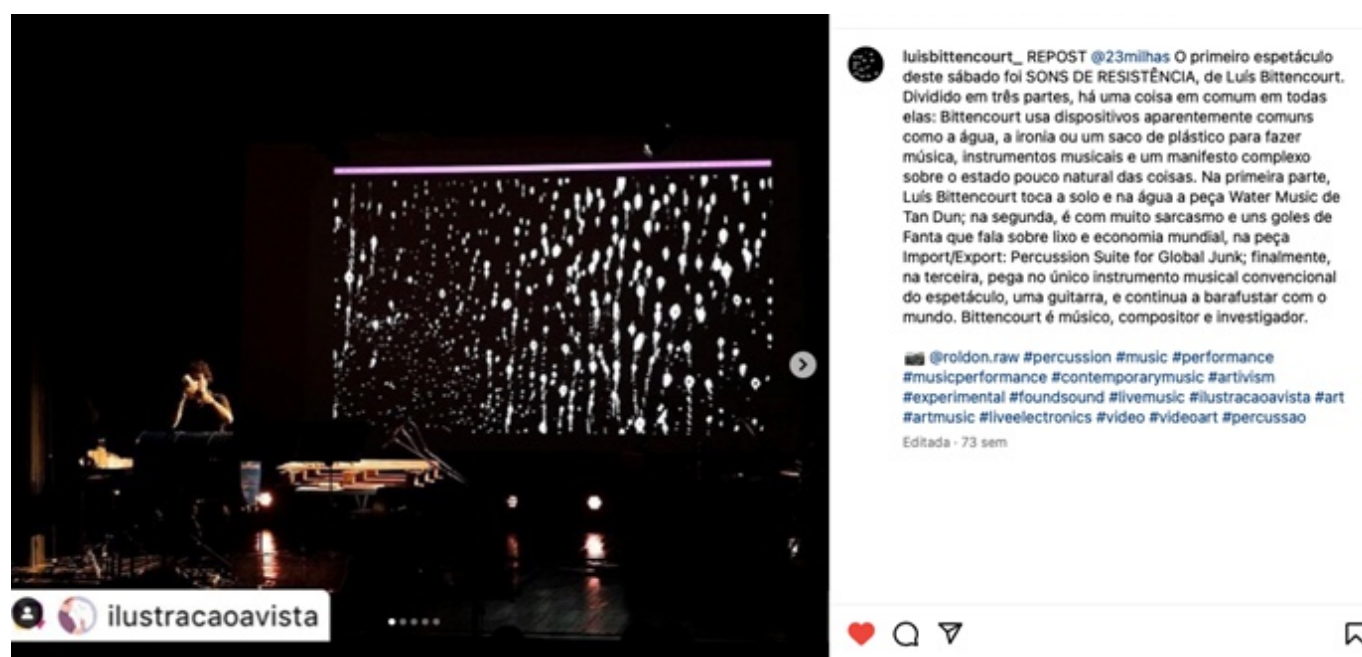 luisbittencourt_ REPOST @23milhas O primeiro espetáculo
deste sábado foi SONS DE RESISTÊNCIA, de Luís Bittencourt.
Dividido em três partes, há uma coisa em comum em todas
elas: Bittencourt usa dispositivos aparentemente comuns
como a água, a ironia ou um saco de plástico para fazer
música, instrumentos musicais e um manifesto complexo
sobre o estado pouco natural das coisas. Na primeira parte,
Luís Bittencourt toca a solo e na água a peça Water Music de
Tan Dun; na segunda, é com muito sarcasmo e uns goles de
Fanta que fala sobre lixo e economia mundial, na peça
Import/Export: Percussion Suite for Global Junk; finalmente,
na terceira, pega no único instrumento musical convencional
do espetáculo, uma guitarra, e continua a barafustar com o
mundo. Bittencourt é músico, compositor e investigador.
@roldon.raw #percussion #music #performance
#musicperformance #contemporarymusic #artivism
#experimental #foundsound #livemusic #ilustracaoavista #art
#artmusic #liveelectronics #video #videoart #percussao
Editada · 73 sem
ilustracaoavista